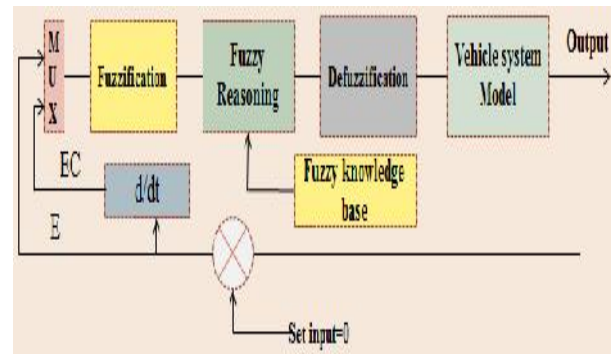 M
U
X
Fuzzification
Fuzzy
Reasoning
Defuzzification
Vehicle system
Model
Output
Fuzzy knowledge
base
EC
d/dt
E
Set input=0